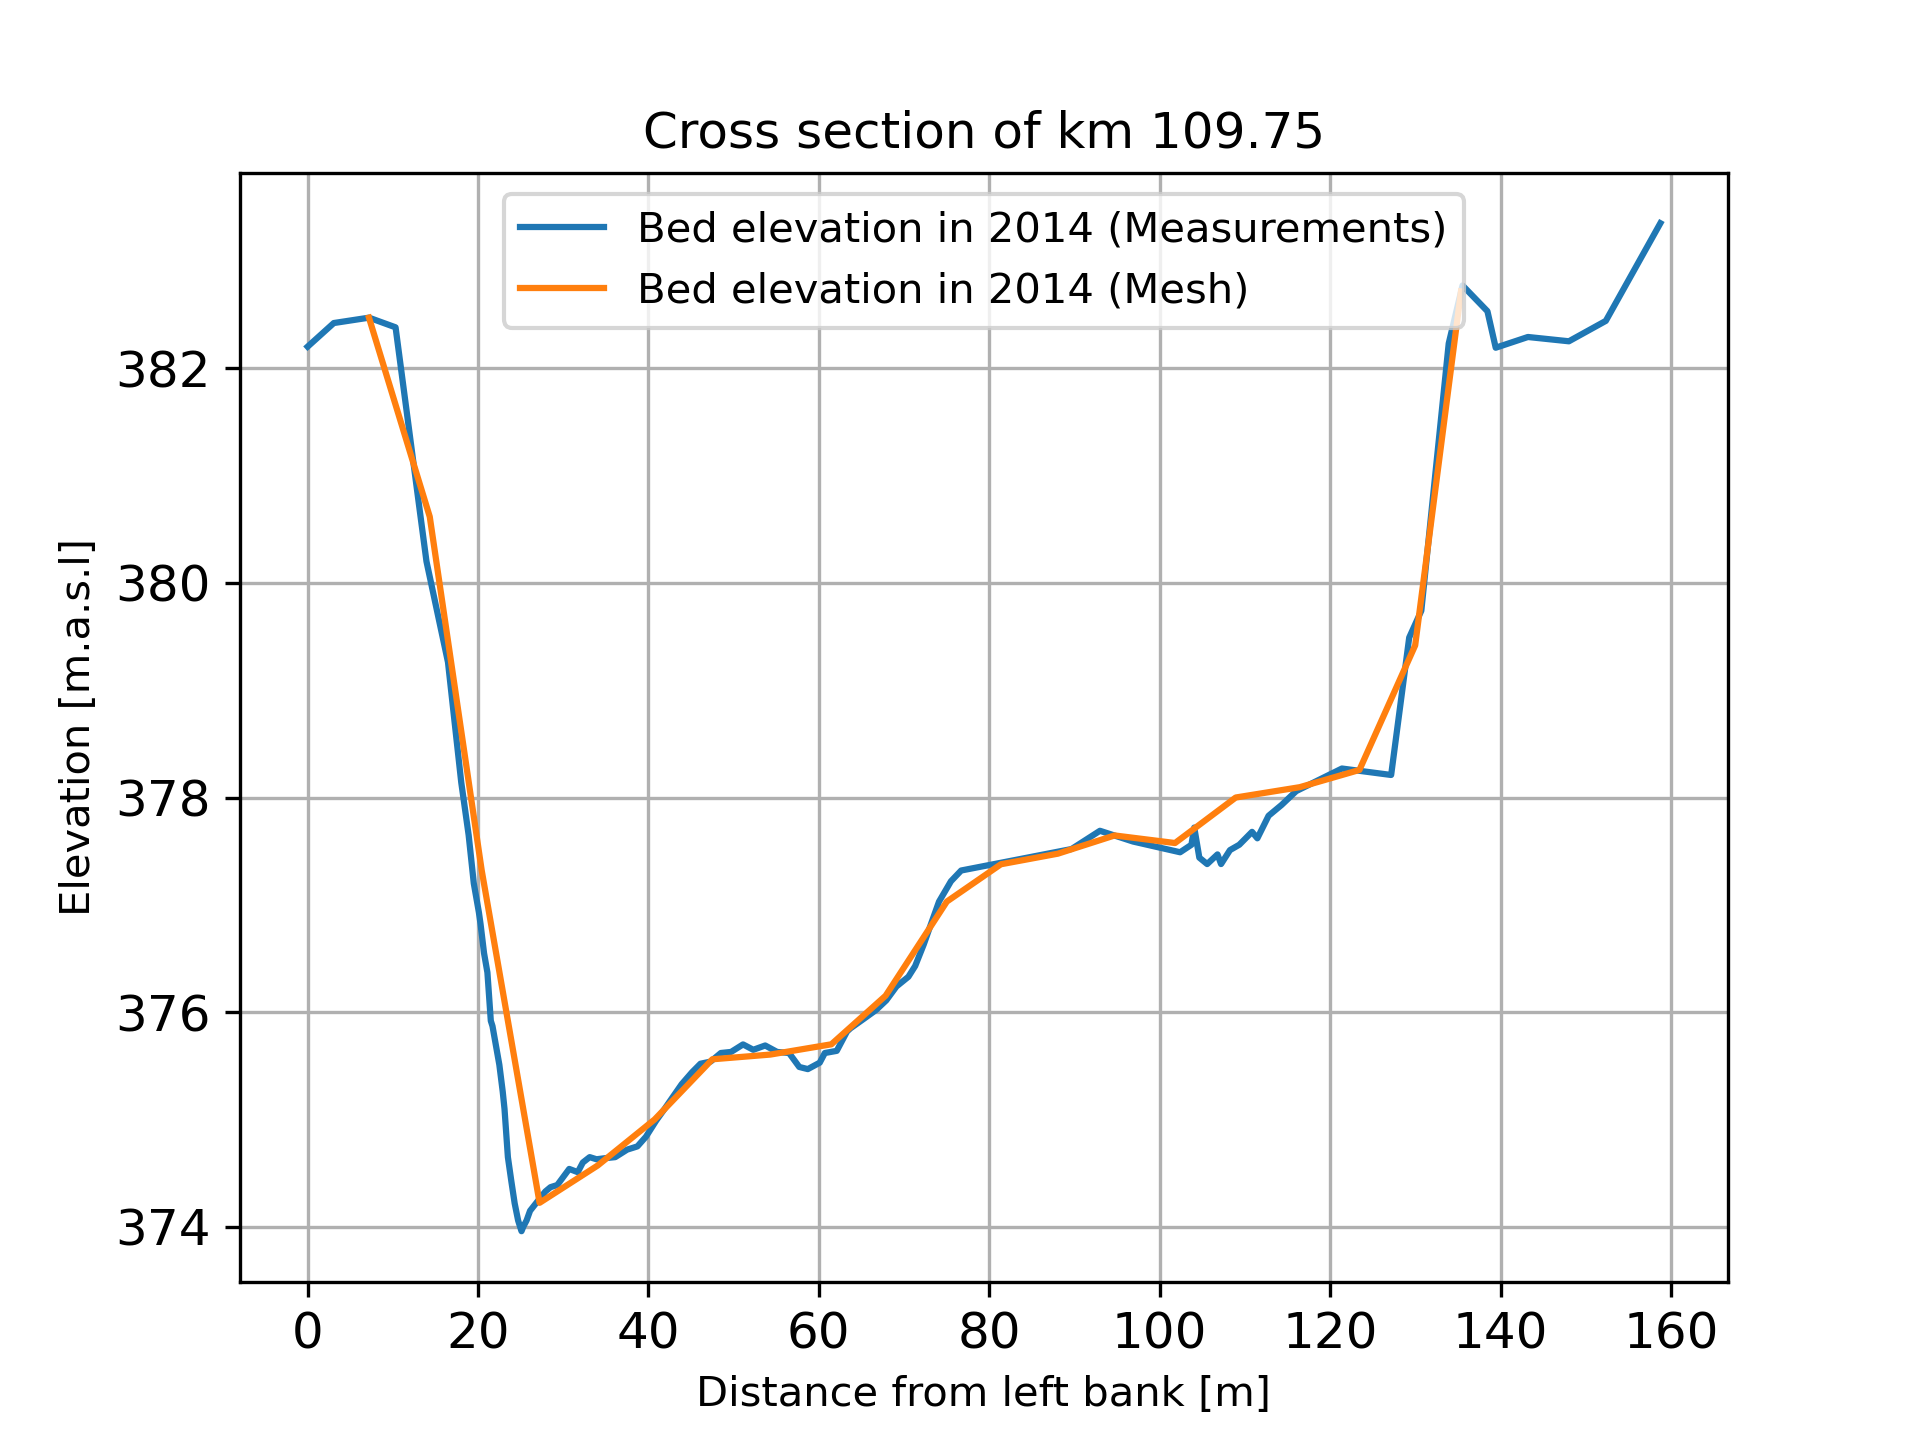 Cross section of km 109.75
Bed elevation in 2014 (Measurements)
Bed elevation in 2014 (Mesh)
382
380
378
376
374
Elevation [m.a.s.l]
0 20 40 60 80 100 120 140 160
Distance from left bank [m]